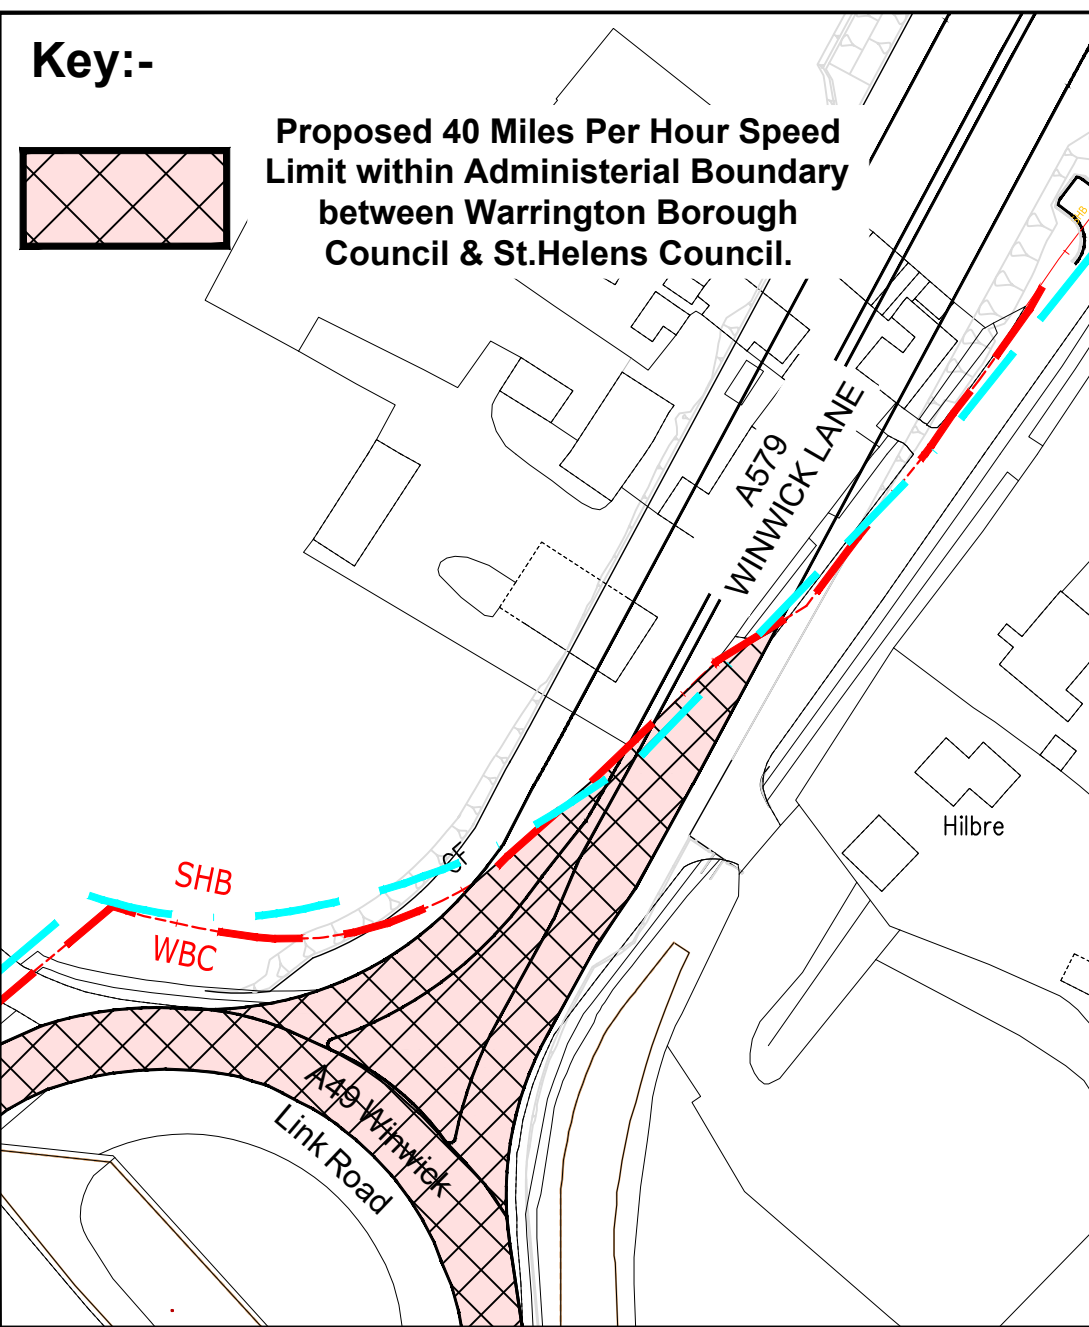 Key:-
Proposed 40 Miles Per Hour Speed
Limit within Administerial Boundary
between Warrington Borough
Council & St.Helens Council.
A579
WINWICK LANE
Hilbre
CF
SHB
WBC
A49 Winwick
Link Road